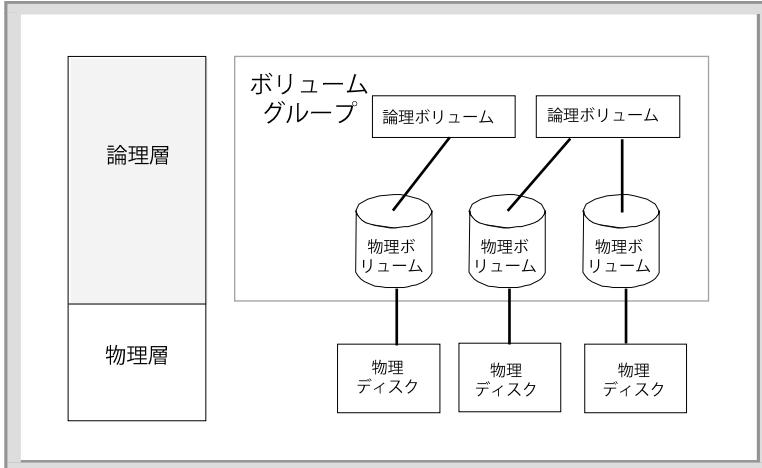 ボリューム
グループ
論理ボリューム
論理ボリューム
論理層
物理ボ
リューム
物理ボ
リューム
物理ボ
リューム
物理層
物理
ディスク
物理
ディスク
物理
ディスク